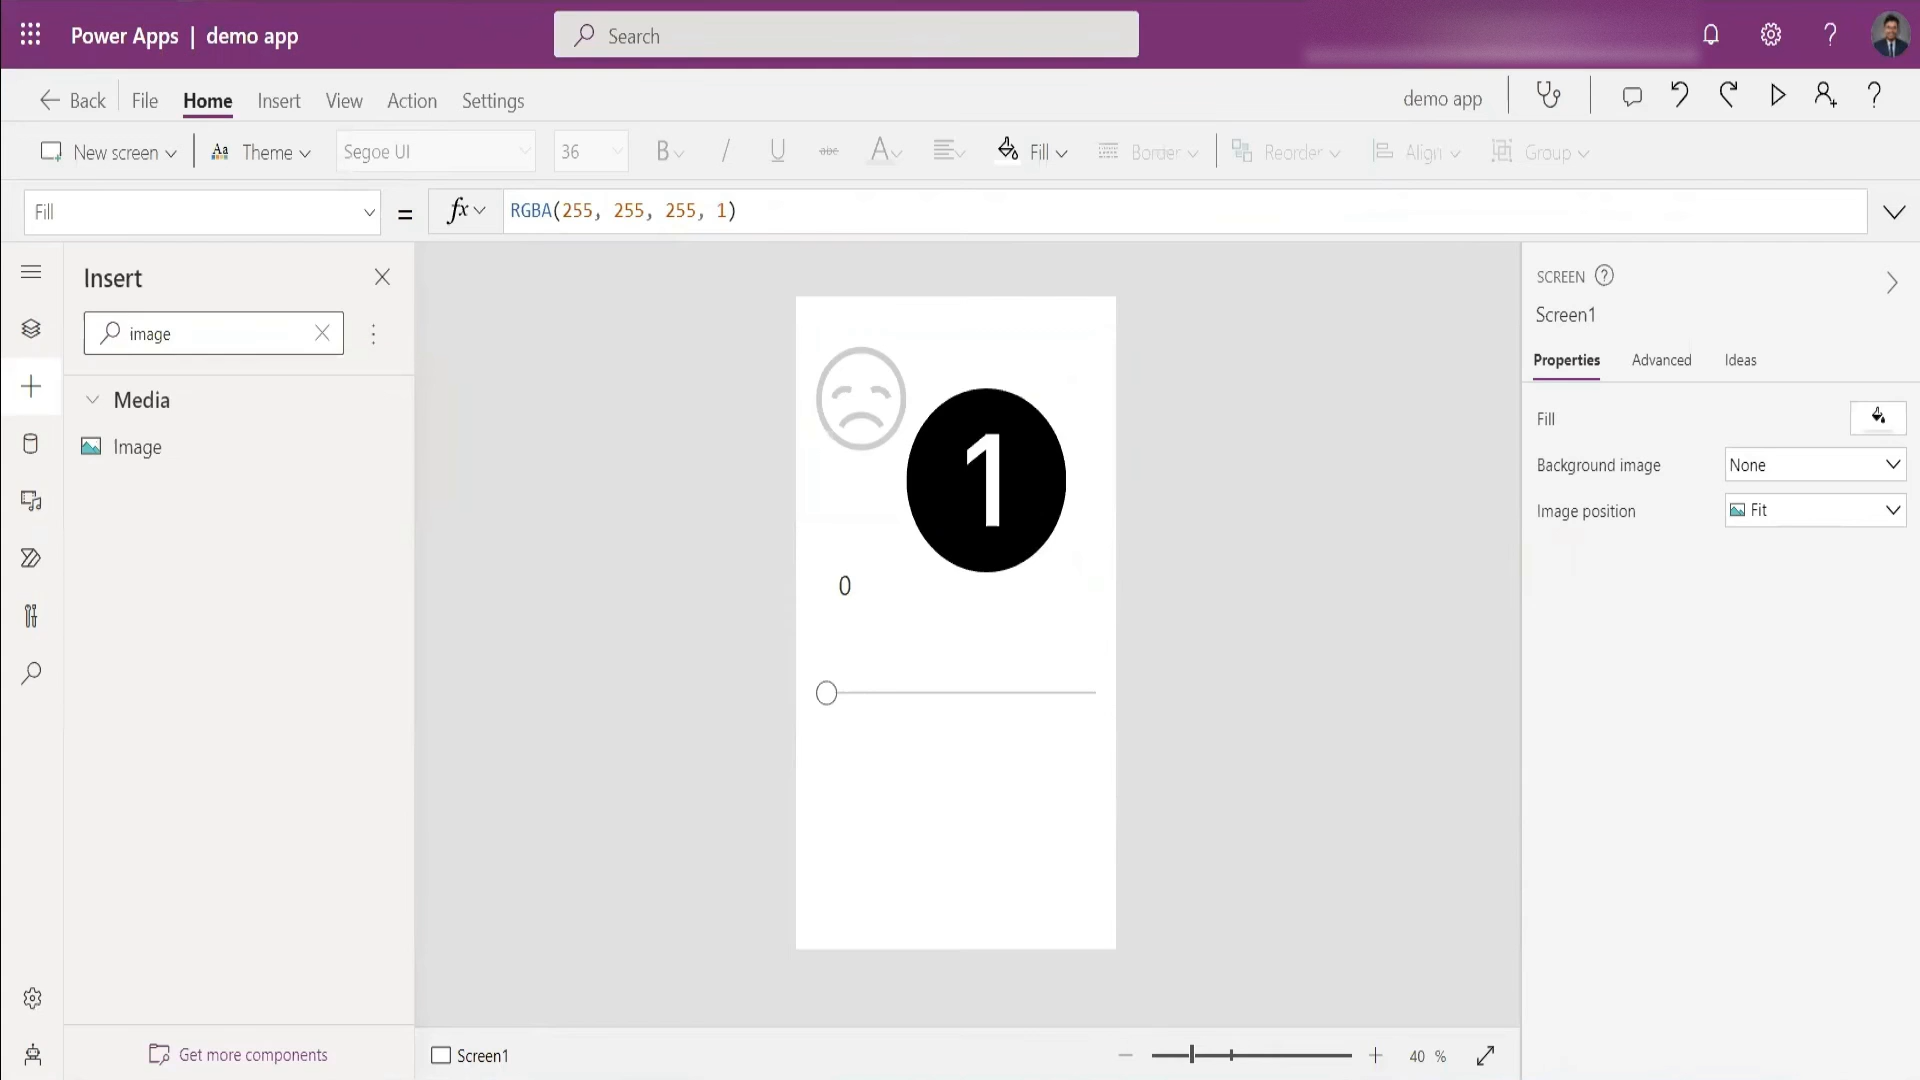 Power Apps | demo app
Search
Back File Home Insert View Action Settings
demo app
New screen
Theme
Segoe UI
36
B / U abc A
Fill
Border
Reorder
Align
Group
Fill
= fx RGBA(255, 255, 255, 1)
Insert
image
Media
Image
Get more components
1
0
Screen1
40 %
SCREEN
Screen1
Properties Advanced Ideas
Fill
Background image None
Image position Fit